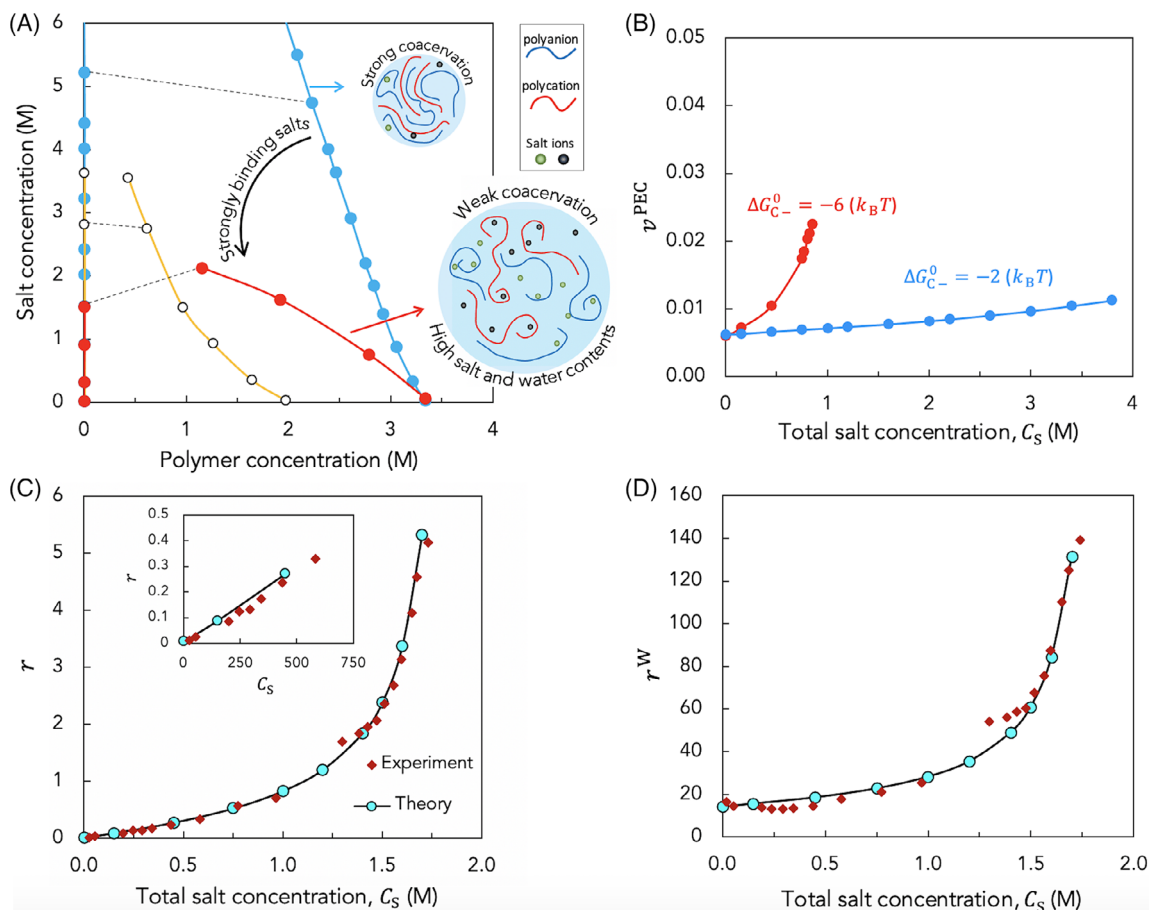 (A)
Salt concentration (M)
6
5
4
3
2
1
0
0
1
2
3
4
Polymer concentration (M)
Strongly binding salts
Strong coacervation
Weak coacervation
High salt and water contents
polyanion
polycation
Salt ions
(B)
𝑣ᴾᴱᶜ
0.05
0.04
0.03
0.02
0.01
0.00
0
1
2
3
4
Total salt concentration, C_S (M)
ΔG⁰_C− = −6 (k_BT)
ΔG⁰_C− = −2 (k_BT)
(C)
r
6
5
4
3
2
1
0
0.0
0.5
1.0
1.5
2.0
Total salt concentration, C_S (M)
r
0.5
0.4
0.3
0.2
0.1
0
0
250
500
750
C_S
Experiment
Theory
(D)
r^W
160
140
120
100
80
60
40
20
0
0.0
0.5
1.0
1.5
2.0
Total salt concentration, C_S (M)